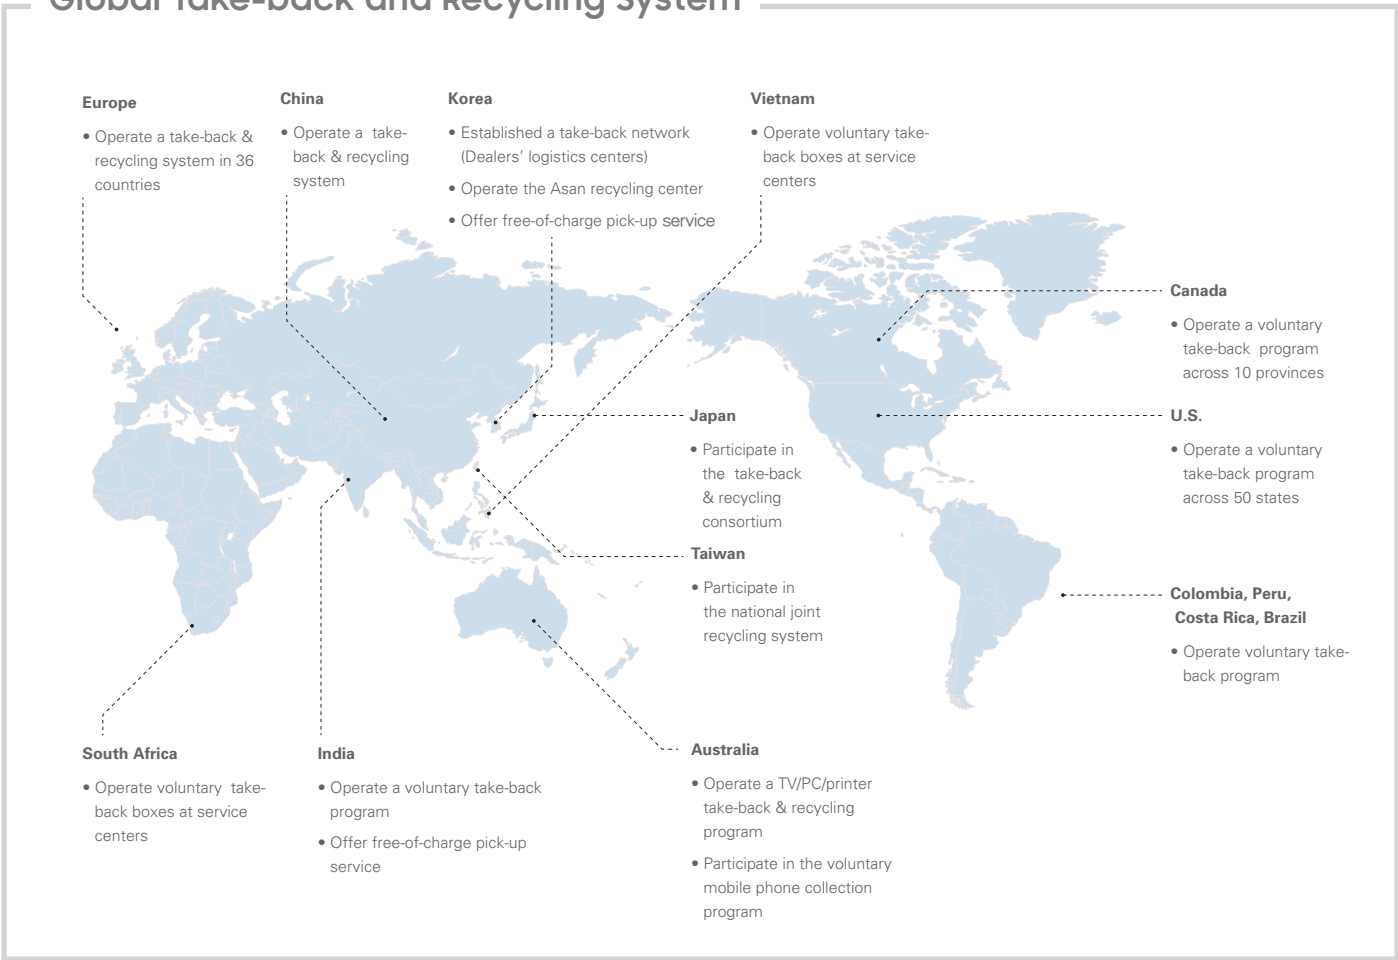 Global Take-back and Recycling System
Europe
• Operate a take-back &
recycling system in 36
countries
China
• Operate a take-
back & recycling
system
Korea
• Established a take-back network
(Dealers’ logistics centers)
• Operate the Asan recycling center
• Offer free-of-charge pick-up service
Vietnam
• Operate voluntary take-
back boxes at service
centers
Canada
• Operate a voluntary
take-back program
across 10 provinces
Japan
• Participate in
the take-back
& recycling
consortium
U.S.
• Operate a voluntary
take-back program
across 50 states
Taiwan
• Participate in
the national joint
recycling system
Colombia, Peru,
Costa Rica, Brazil
• Operate voluntary take-
back program
South Africa
• Operate voluntary take-
back boxes at service
centers
India
• Operate a voluntary take-back
program
• Offer free-of-charge pick-up
service
Australia
• Operate a TV/PC/printer
take-back & recycling
program
• Participate in the voluntary
mobile phone collection
program